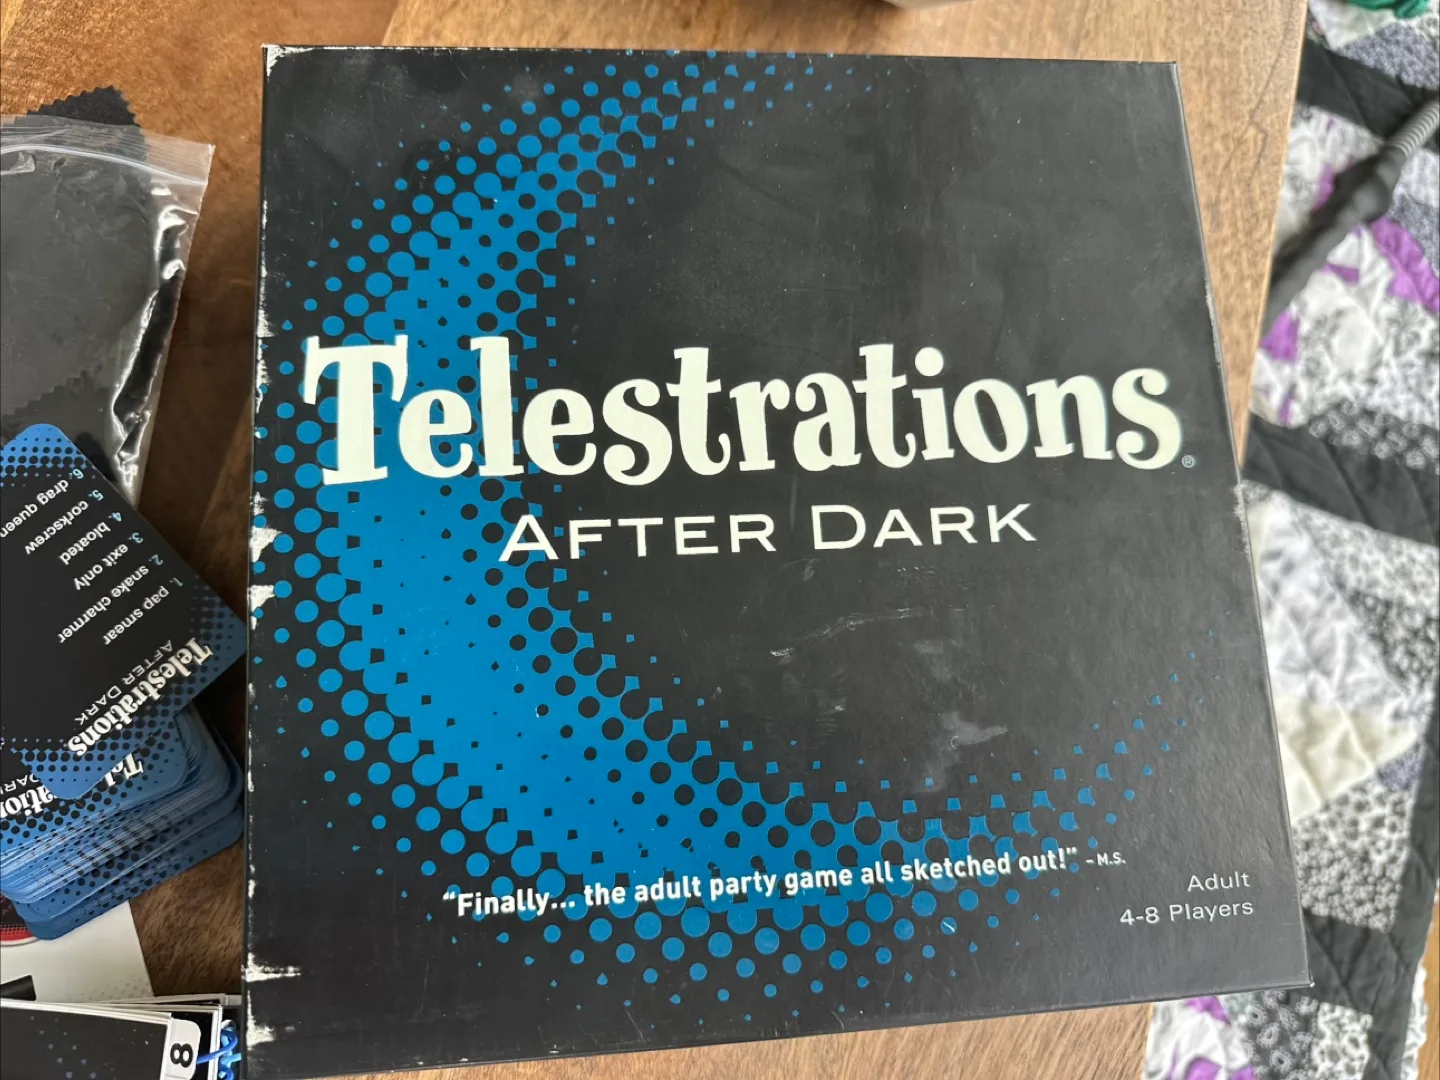 Telestrations®
AFTER DARK
"Finally... the adult party game all sketched out!" - M.S.
Adult
4-8 Players
Telestrations
AFTER DARK
1. pap smear
2. snake charmer
3. exit only
4. bloated
5. corkscrew
6. drag queen
8